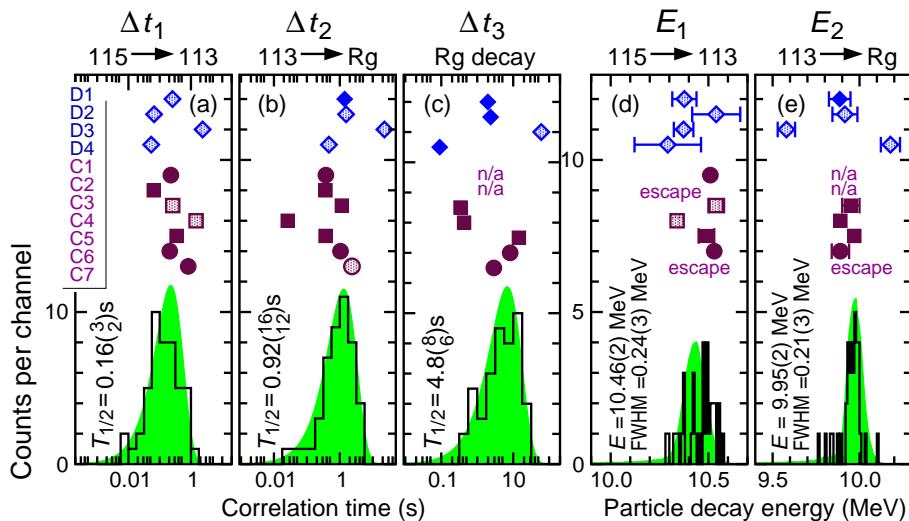 Δt1 Δt2 Δt3 E1 E2
115 → 113 113 → Rg Rg decay 115 → 113 113 → Rg
(a) (b) (c) (d) (e)
D1
D2
D3
D4
C1
C2
C3
C4
C5
C6
C7
n/a
n/a
escape
escape
n/a
n/a
escape
10
10
5
0
0
Counts per channel
T1/2 = 0.16(3 2)s
T1/2 = 0.92(16 12)s
T1/2 = 4.8(8 6)s
E =10.46(2) MeV
FWHM =0.24(3) MeV
E = 9.95(2) MeV
FWHM =0.21(3) MeV
0.01 1 0.01 1 0.1 10 10.0 10.5 9.5 10.0
Correlation time (s) Particle decay energy (MeV)